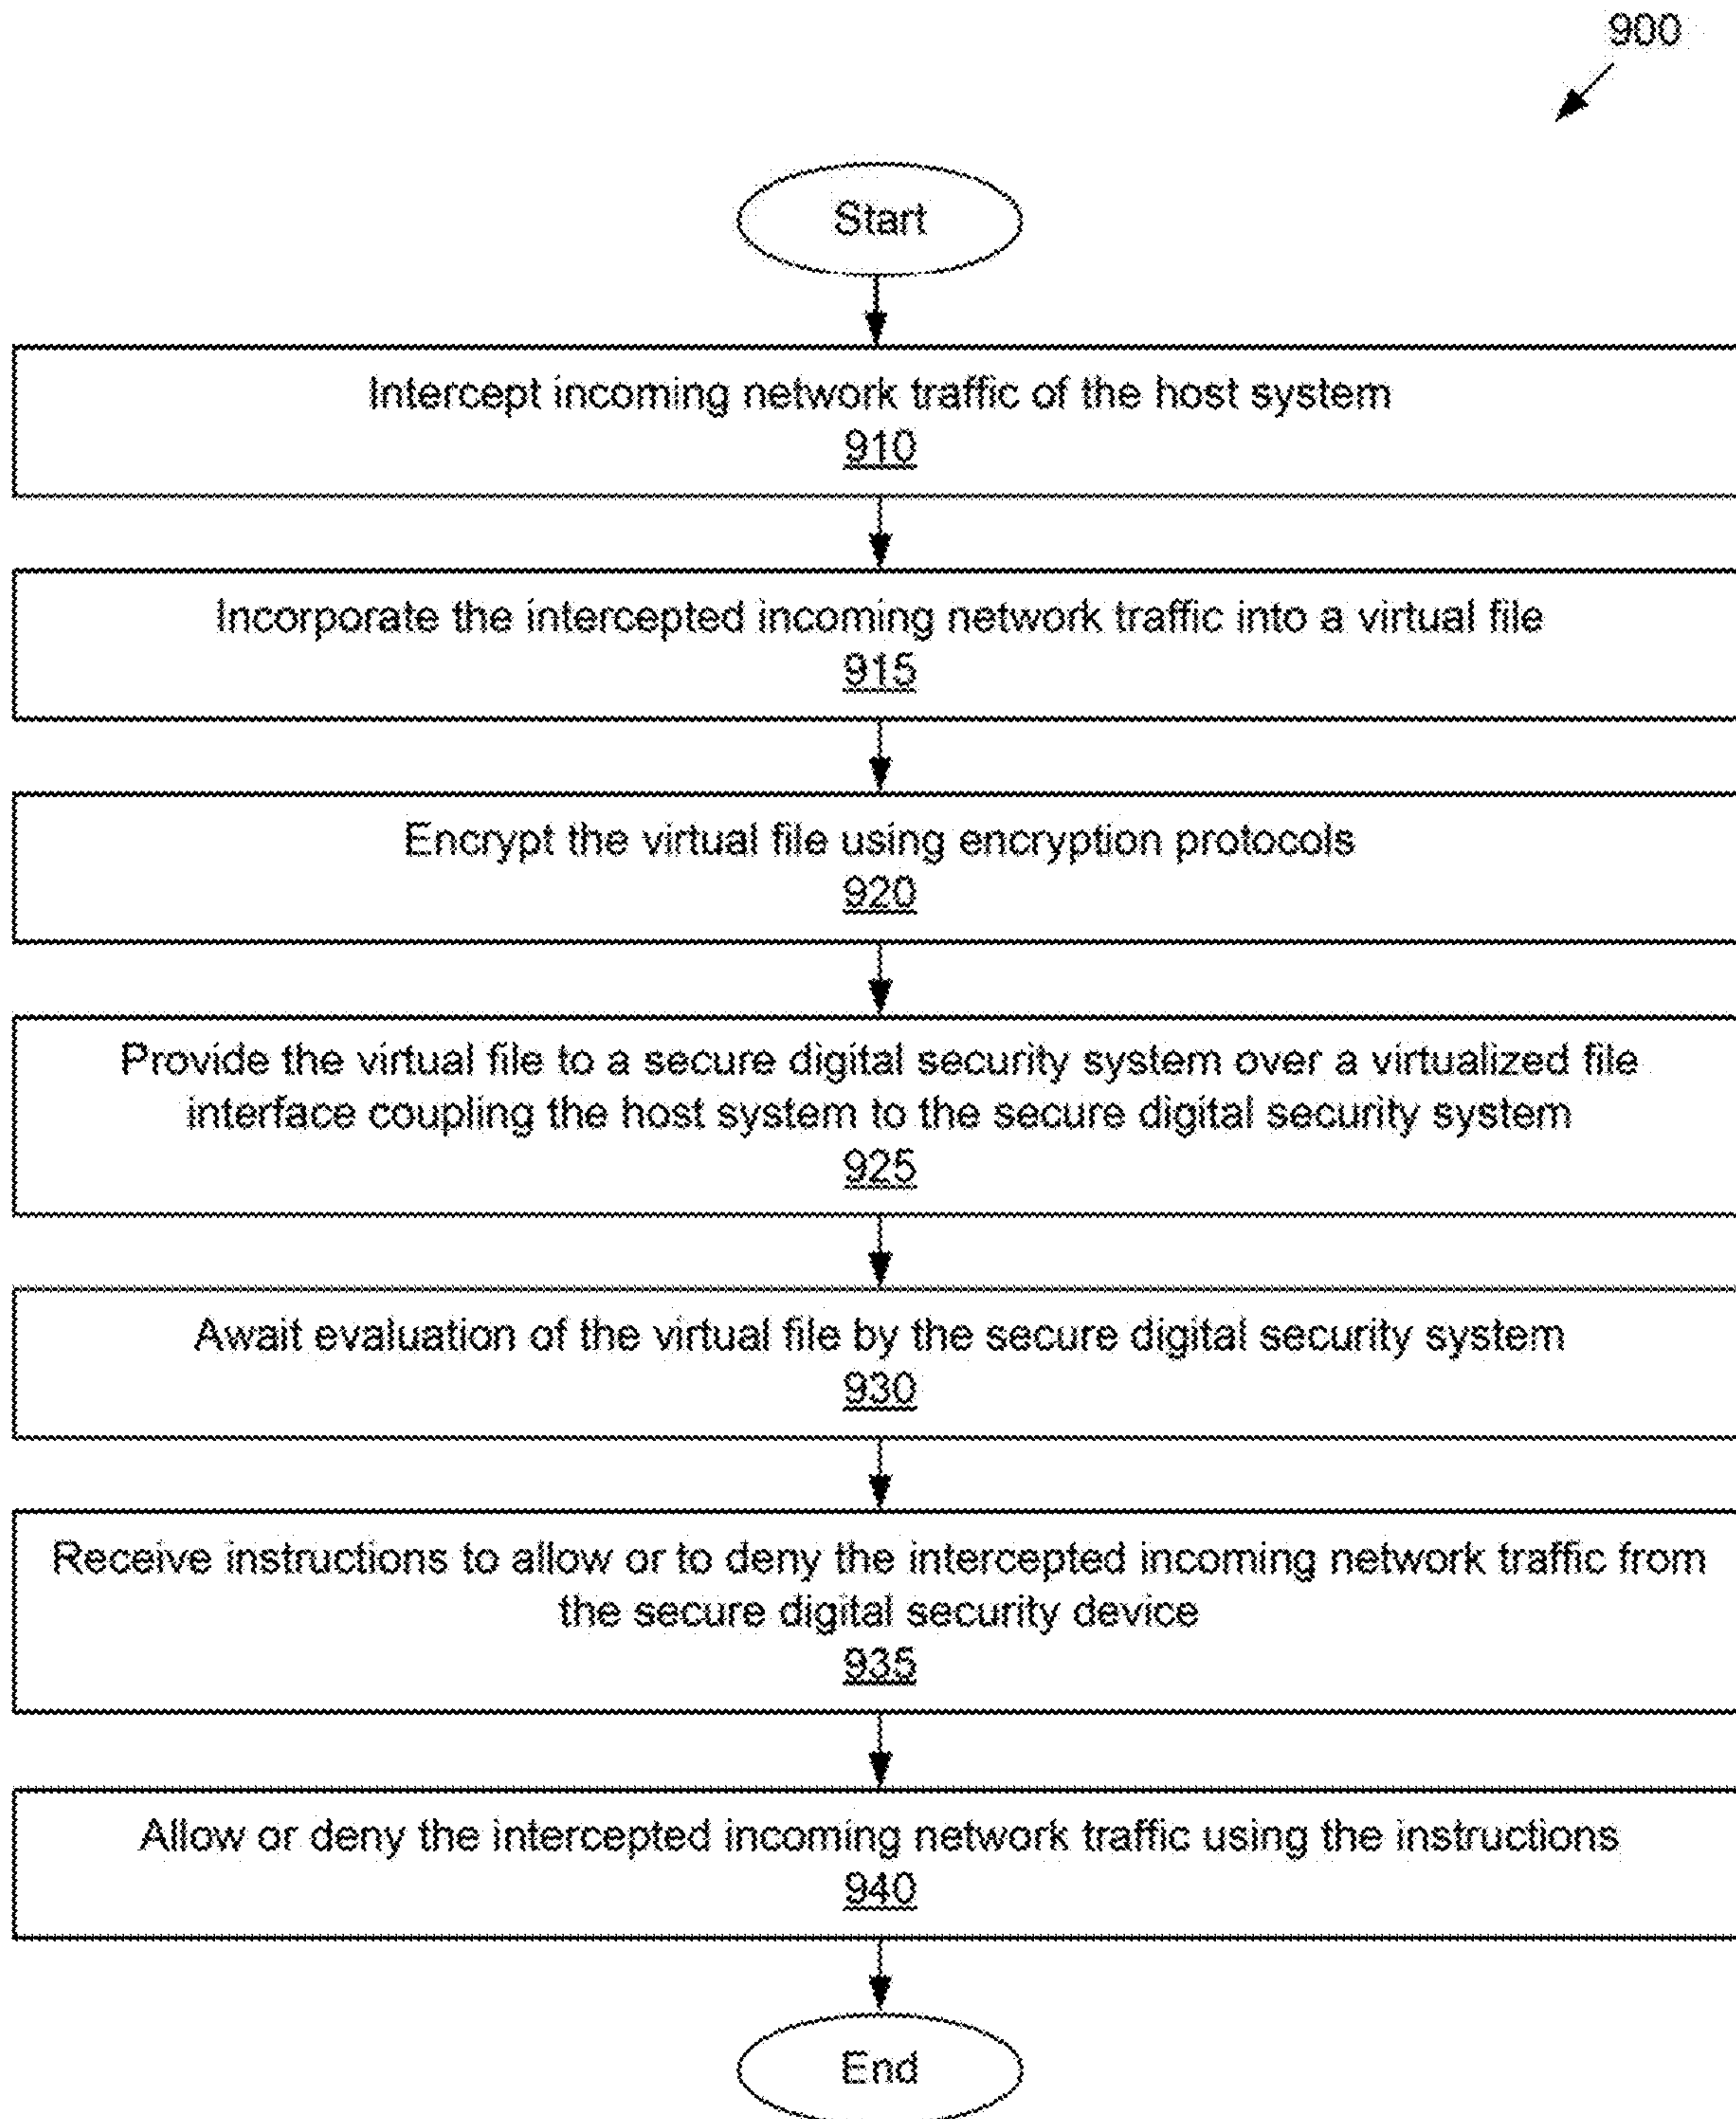 900
Start
Intercept incoming network traffic of the host system
910
Incorporate the intercepted incoming network traffic into a virtual file
915
Encrypt the virtual file using encryption protocols
920
Provide the virtual file to a secure digital security system over a virtualized file
interface coupling the host system to the secure digital security system
925
Await evaluation of the virtual file by the secure digital security system
930
Receive instructions to allow or to deny the intercepted incoming network traffic from
the secure digital security device
935
Allow or deny the intercepted incoming network traffic using the instructions
940
End